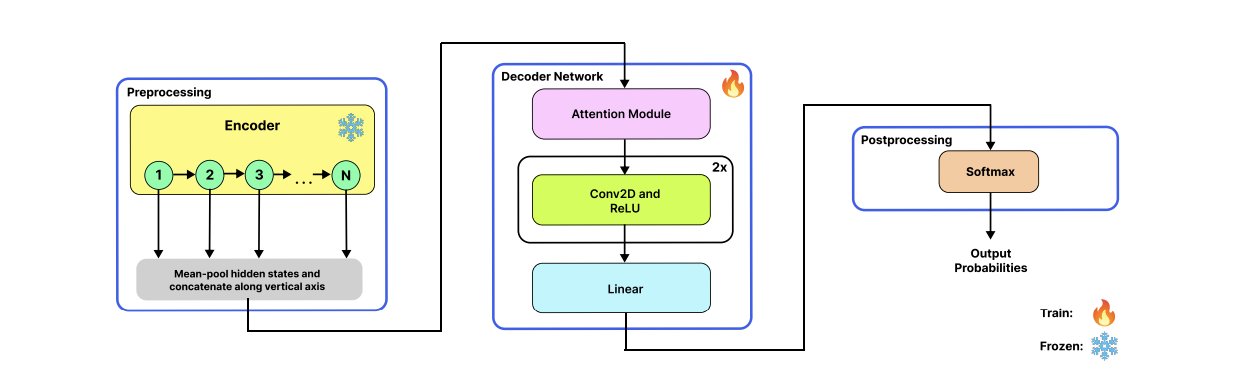 Preprocessing
Encoder
1
2
3
...
N
Mean-pool hidden states and
concatenate along vertical axis
Decoder Network
Attention Module
2x
Conv2D and
ReLU
Linear
Postprocessing
Softmax
Output
Probabilities
Train:
Frozen: